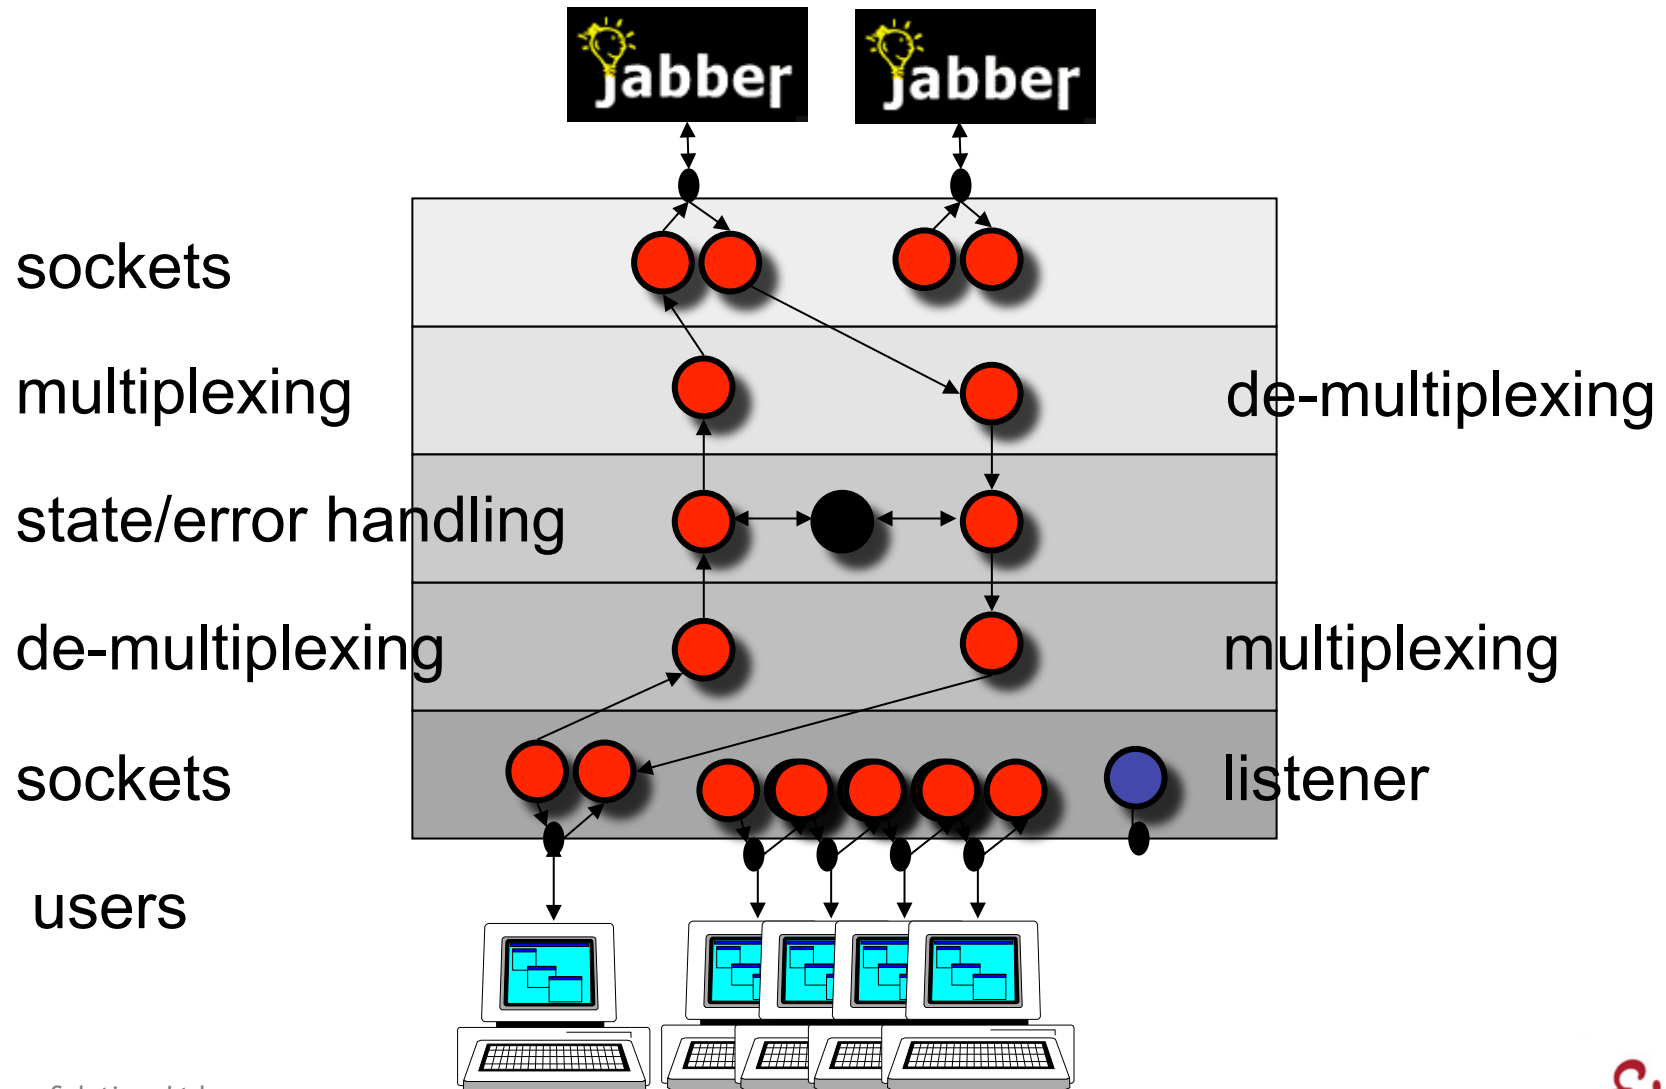 jabber jabber
sockets
multiplexing de-multiplexing
state/error handling
de-multiplexing multiplexing
sockets listener
users